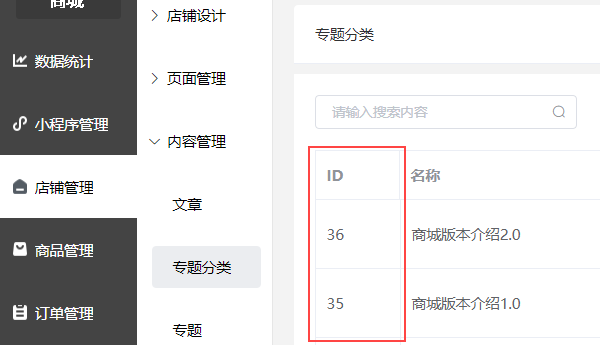 商城
数据统计
小程序管理
店铺管理
商品管理
订单管理
店铺设计
页面管理
内容管理
文章
专题分类
专题
专题分类
请输入搜索内容
ID 名称
36 商城版本介绍2.0
35 商城版本介绍1.0